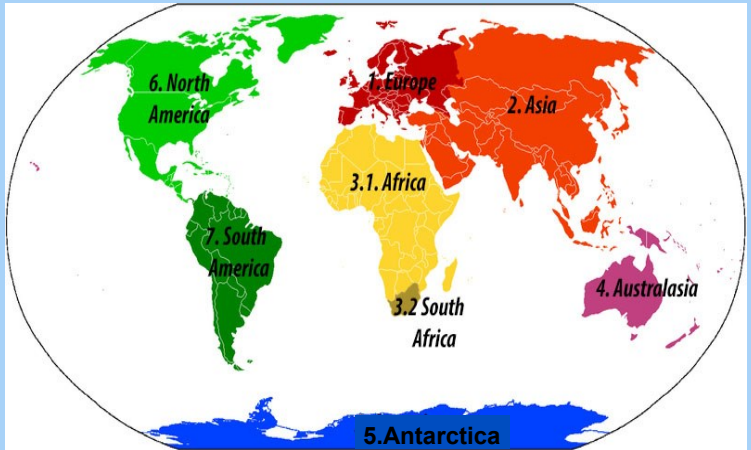 1. Europe
6. North
America
2. Asia
3.1. Africa
7. South
America
4. Australasia
3.2 South
Africa
5.Antarctica